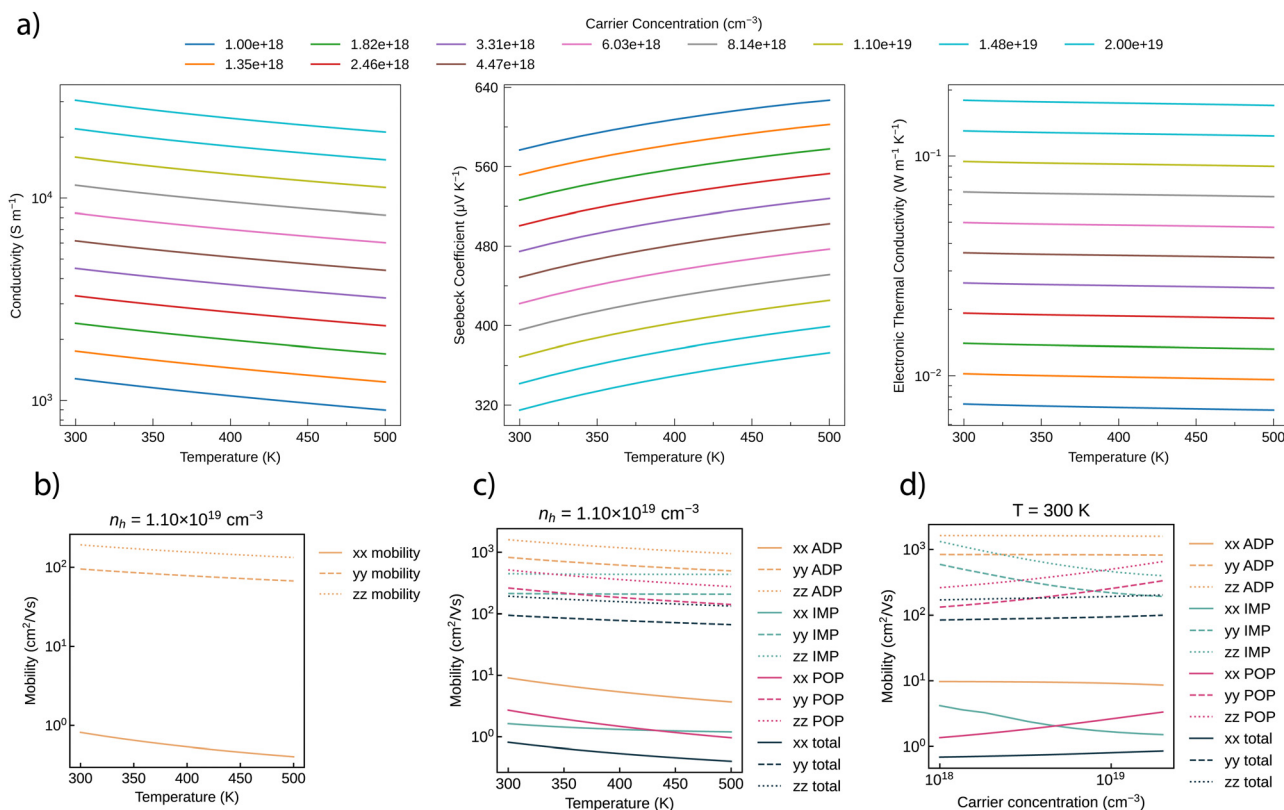 a)
Carrier Concentration (cm⁻³)
1.00e+18 1.82e+18 3.31e+18 6.03e+18 8.14e+18 1.10e+19 1.48e+19 2.00e+19
1.35e+18 2.46e+18 4.47e+18
Conductivity (S m⁻¹)
10⁴
10³
300 350 400 450 500
Temperature (K)
Seebeck Coefficient (μV K⁻¹)
640
560
480
400
320
300 350 400 450 500
Temperature (K)
Electronic Thermal Conductivity (W m⁻¹ K⁻¹)
10⁻¹
10⁻²
300 350 400 450 500
Temperature (K)
b)
n_h = 1.10×10¹⁹ cm⁻³
Mobility (cm²/Vs)
10²
10¹
10⁰
300 350 400 450 500
Temperature (K)
xx mobility
yy mobility
zz mobility
c)
n_h = 1.10×10¹⁹ cm⁻³
Mobility (cm²/Vs)
10³
10²
10¹
10⁰
300 350 400 450 500
Temperature (K)
xx ADP
yy ADP
zz ADP
xx IMP
yy IMP
zz IMP
xx POP
yy POP
zz POP
xx total
yy total
zz total
d)
T = 300 K
Mobility (cm²/Vs)
10³
10²
10¹
10⁰
10¹⁸ 10¹⁹
Carrier concentration (cm⁻³)
xx ADP
yy ADP
zz ADP
xx IMP
yy IMP
zz IMP
xx POP
yy POP
zz POP
xx total
yy total
zz total